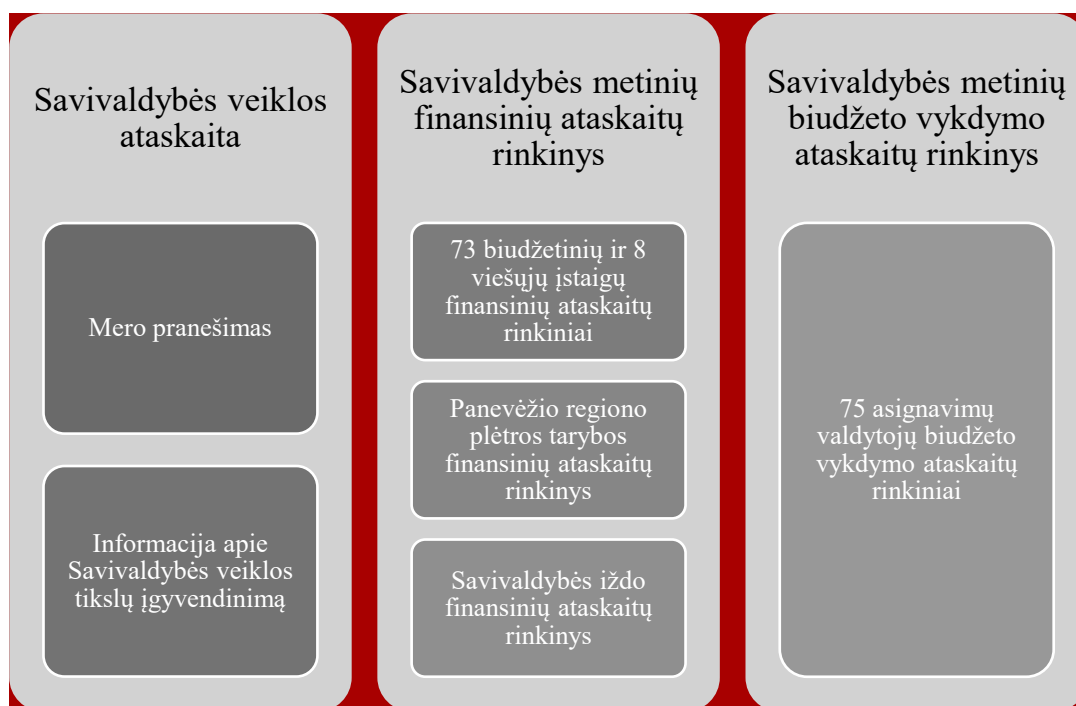 Savivaldybės veiklos
ataskaita
Mero pranešimas
Informacija apie
Savivaldybės veiklos
tikslų įgyvendinimą
Savivaldybės metinių
finansinių ataskaitų
rinkinys
73 biudžetinių ir 8
viešųjų įstaigų
finansinių ataskaitų
rinkiniai
Panevėžio regiono
plėtros tarybos
finansinių ataskaitų
rinkinys
Savivaldybės iždo
finansinių ataskaitų
rinkinys
Savivaldybės metinių
biudžeto vykdymo
ataskaitų rinkinys
75 asignavimų
valdytojų biudžeto
vykdymo ataskaitų
rinkiniai